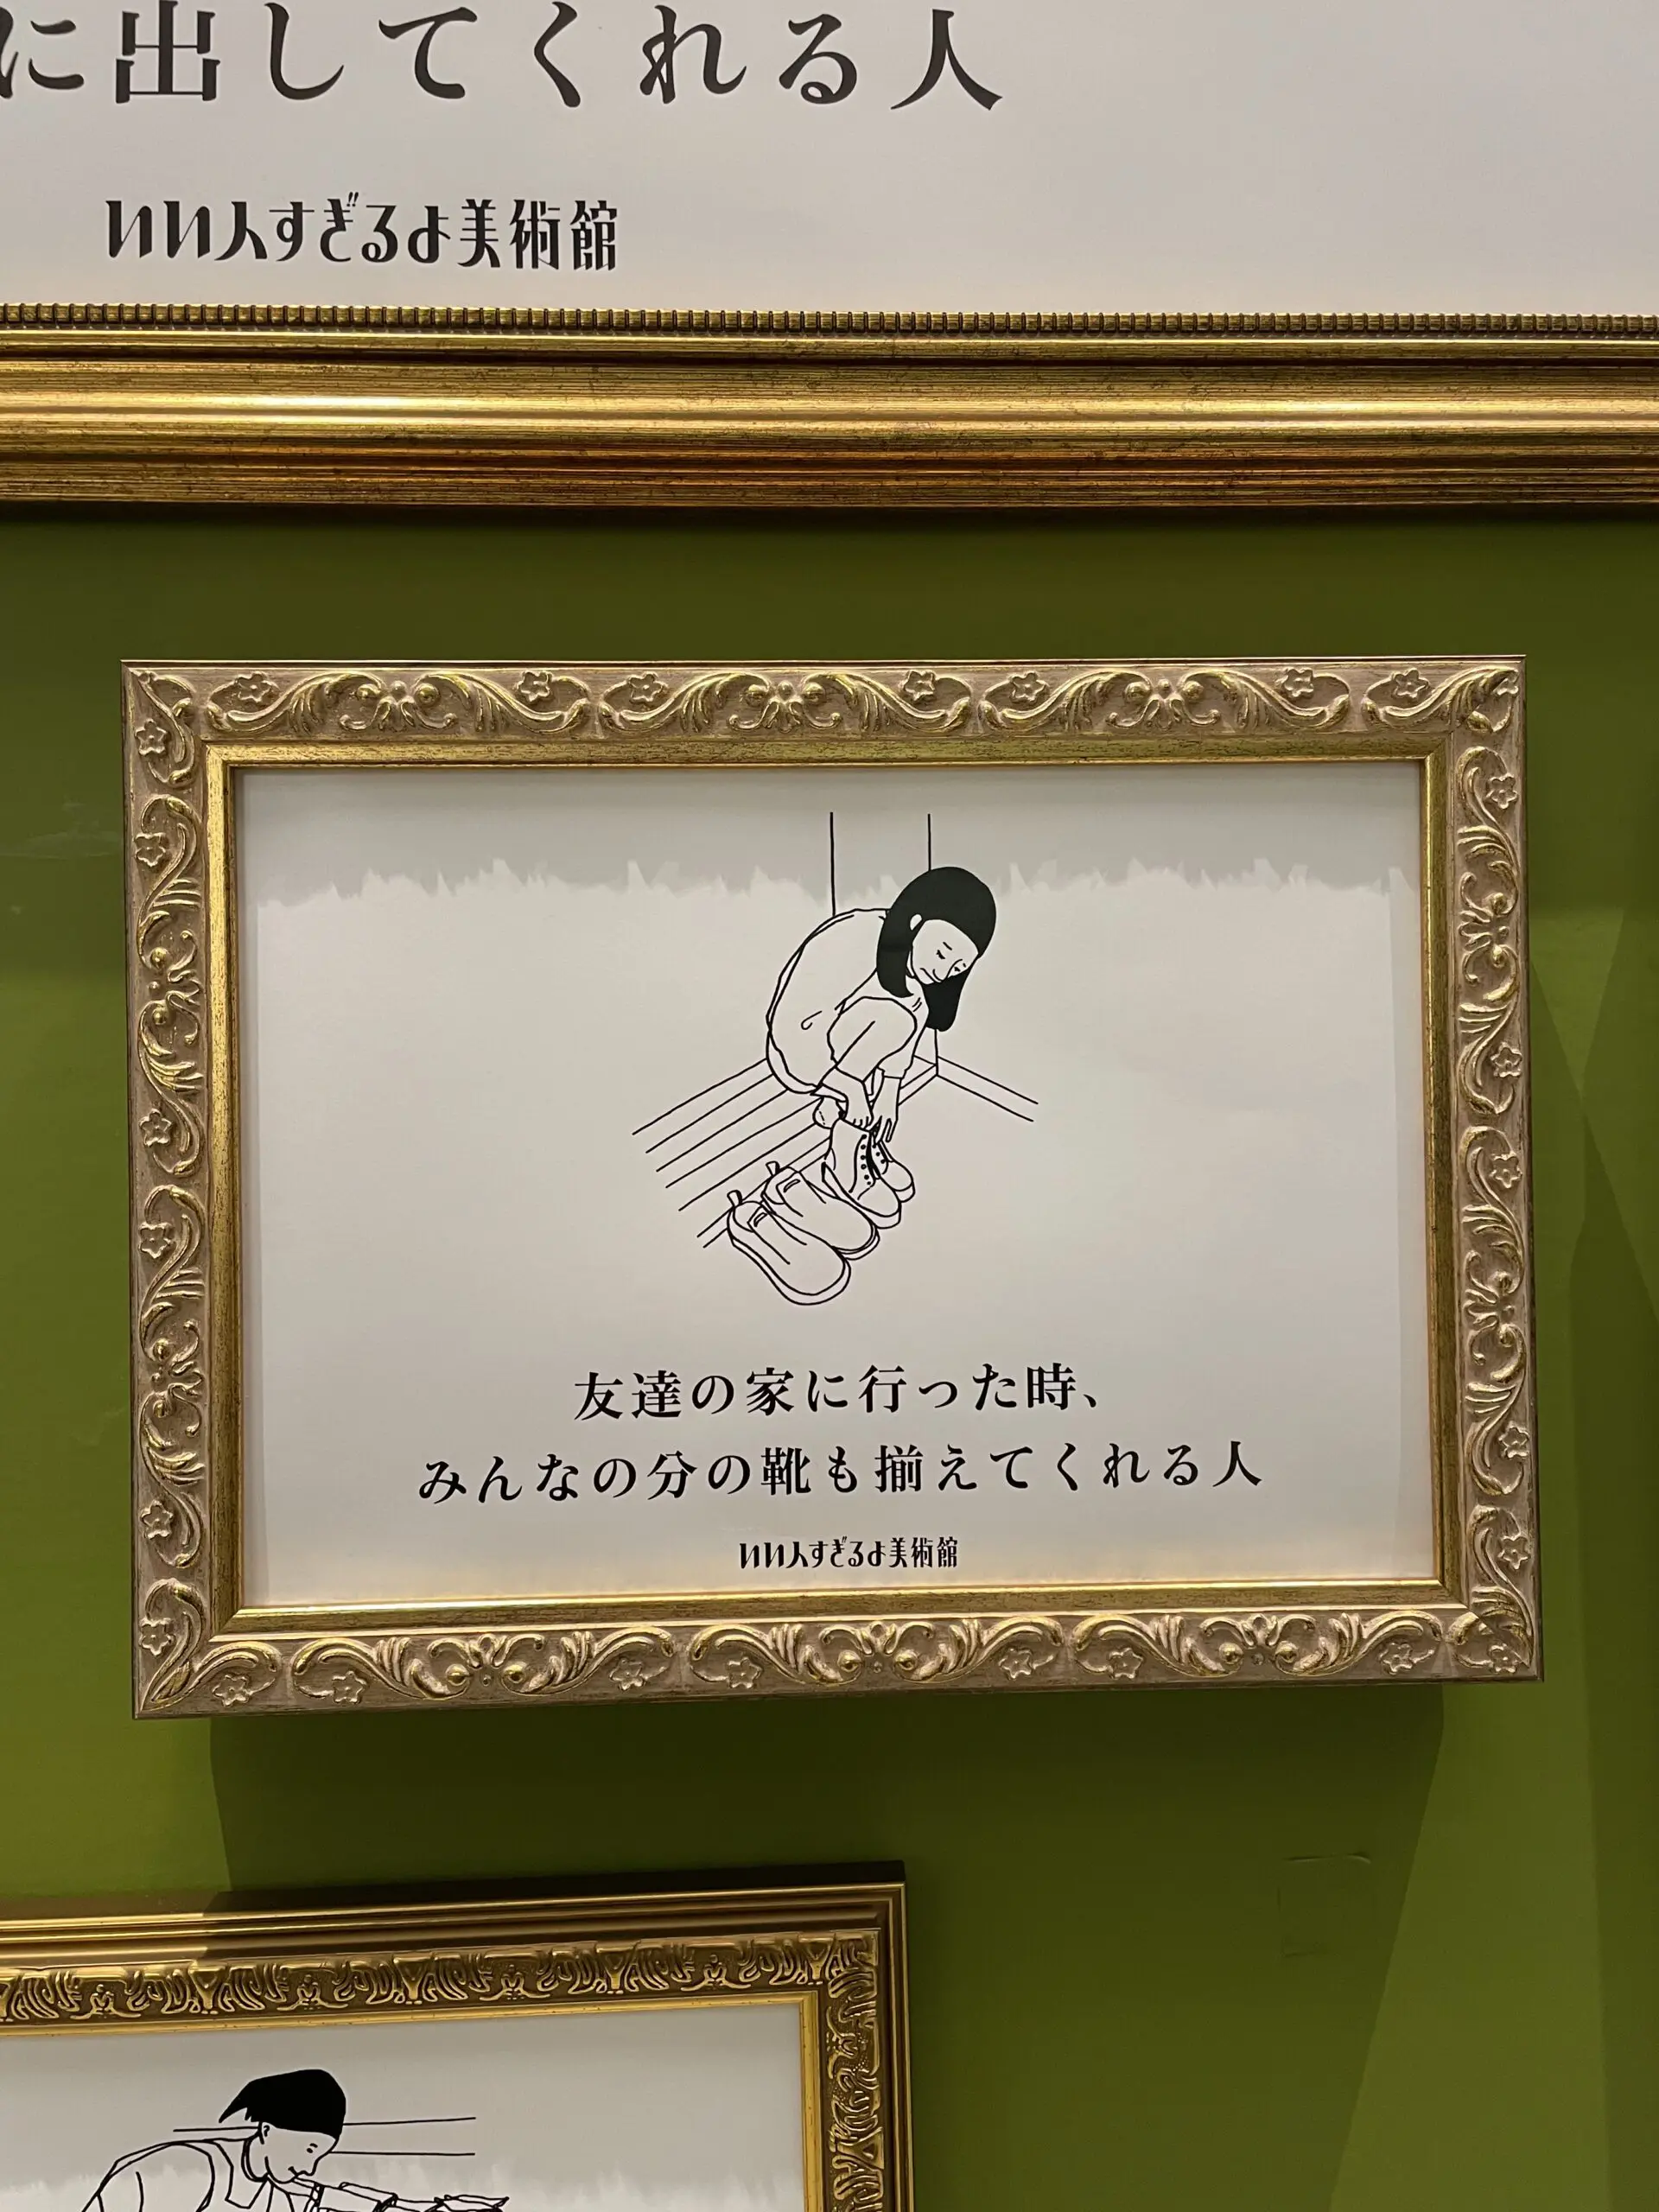 に出してくれる人
いい人すぎるよ美術館
友達の家に行った時、
みんなの分の靴も揃えてくれる人
いい人すぎるよ美術館